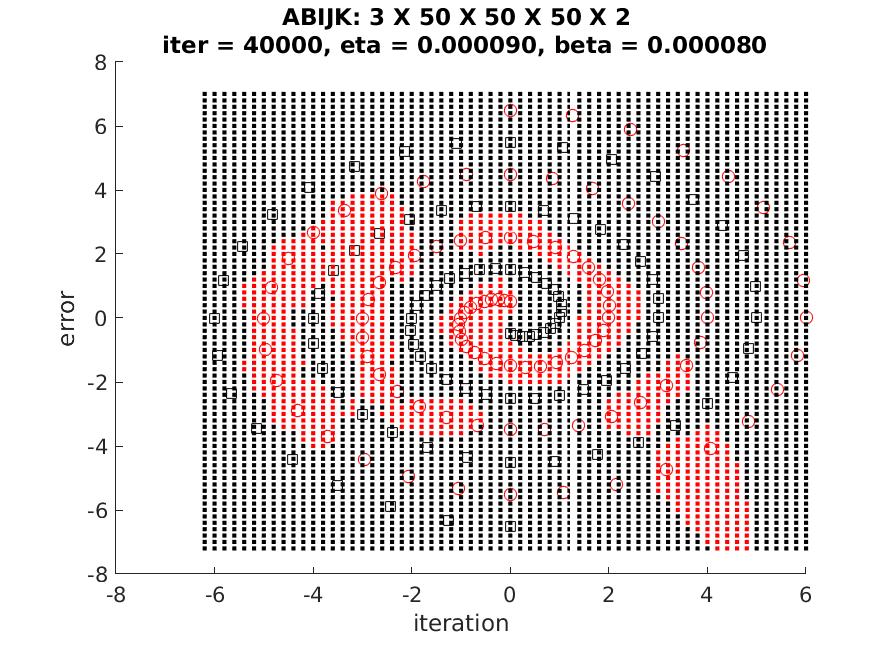 ABIJK: 3 X 50 X 50 X 50 X 2
iter = 40000, eta = 0.000090, beta = 0.000080
8
6
4
2
0
-2
-4
-6
-8
error
-8 -6 -4 -2 0 2 4 6
iteration